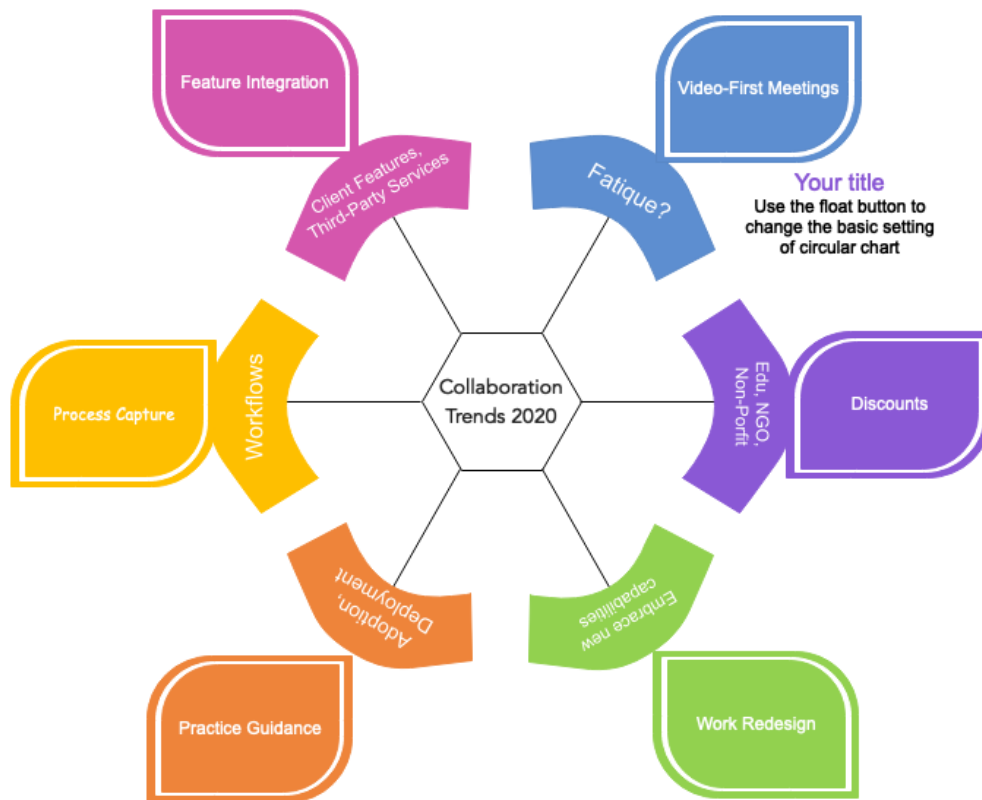 Feature Integration
Video-First Meetings
Client Features,
Third-Party Services
Fatique?
Your title
Use the float button to
change the basic setting
of circular chart
Process Capture
Workflows
Collaboration
Trends 2020
Edu, NGO,
Non-Porfit
Discounts
Adoption,
Deployment
Embrace new
capabilities
Practice Guidance
Work Redesign